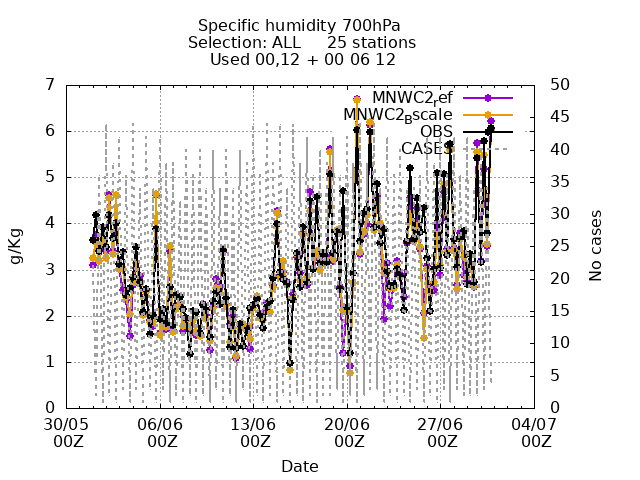 Specific humidity 700hPa
Selection: ALL 25 stations
Used 00,12 + 00 06 12
7 50
MNWC2ref
45
MNWC2Bscale
6 40
OBS
CASES
5 35
30
4 25
3 20
2 15
10
1 5
0 0
g/Kg
No cases
30/05 06/06 13/06 20/06 27/06 04/07
00Z 00Z 00Z 00Z 00Z 00Z
Date